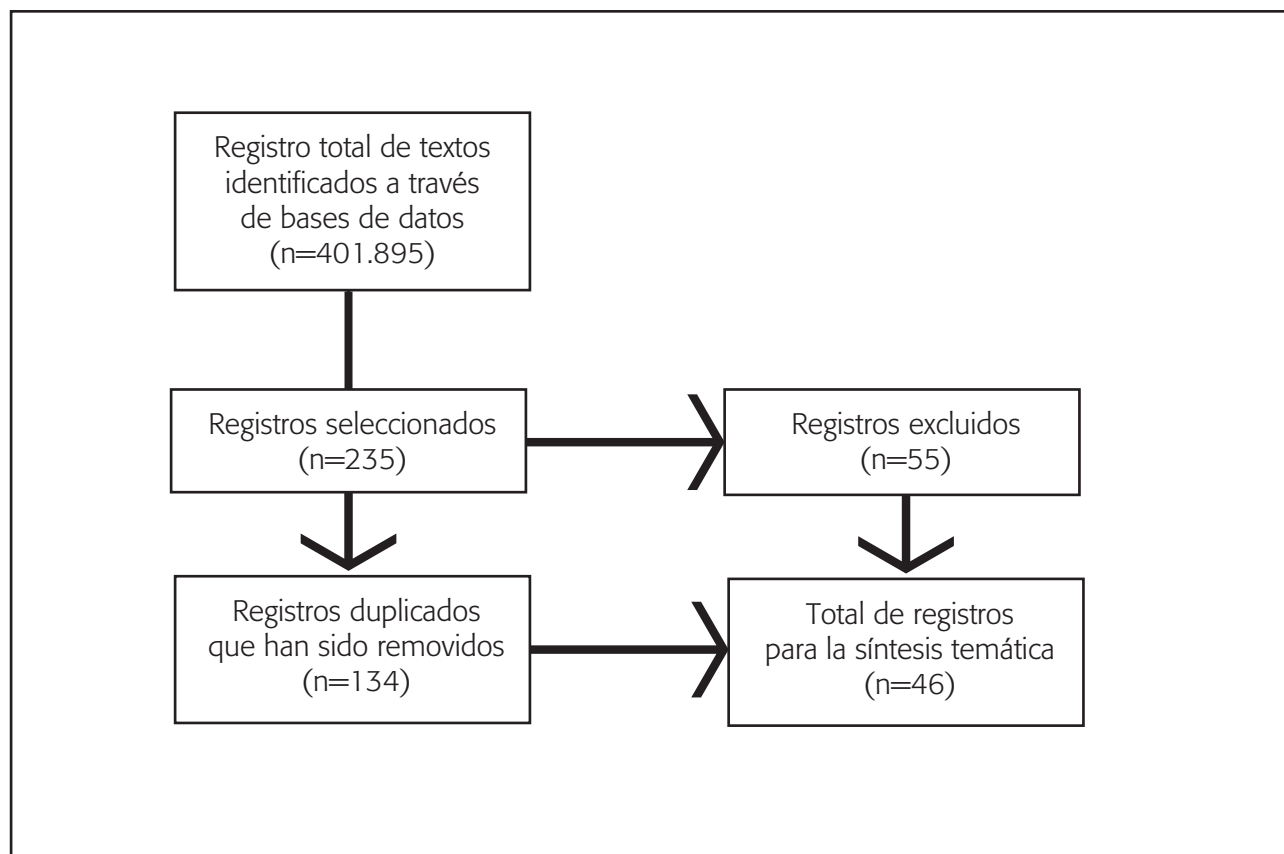 Registro total de textos
identificados a través
de bases de datos
(n=401.895)
Registros seleccionados
(n=235)
Registros excluidos
(n=55)
Registros duplicados
que han sido removidos
(n=134)
Total de registros
para la síntesis temática
(n=46)